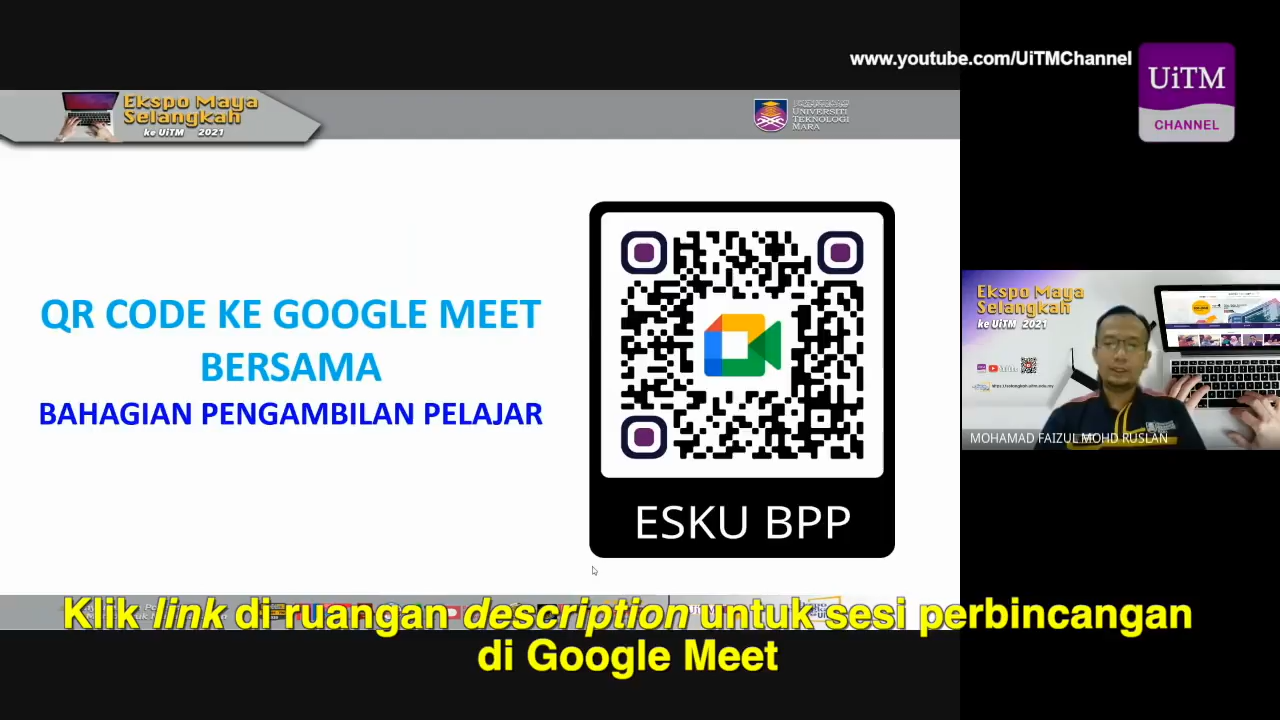 www.youtube.com/UiTMChannel
UiTM
CHANNEL
Ekspo Maya
Selangkah
ke UiTM 2021
UNIVERSITI
TEKNOLOGI
MARA
QR CODE KE GOOGLE MEET
BERSAMA
BAHAGIAN PENGAMBILAN PELAJAR
ESKU BPP
Ekspo Maya
Selangkah
ke UiTM 2021
MOHAMAD FAIZUL MOHD RUSLAN
Klik link di ruangan description untuk sesi perbincangan
di Google Meet